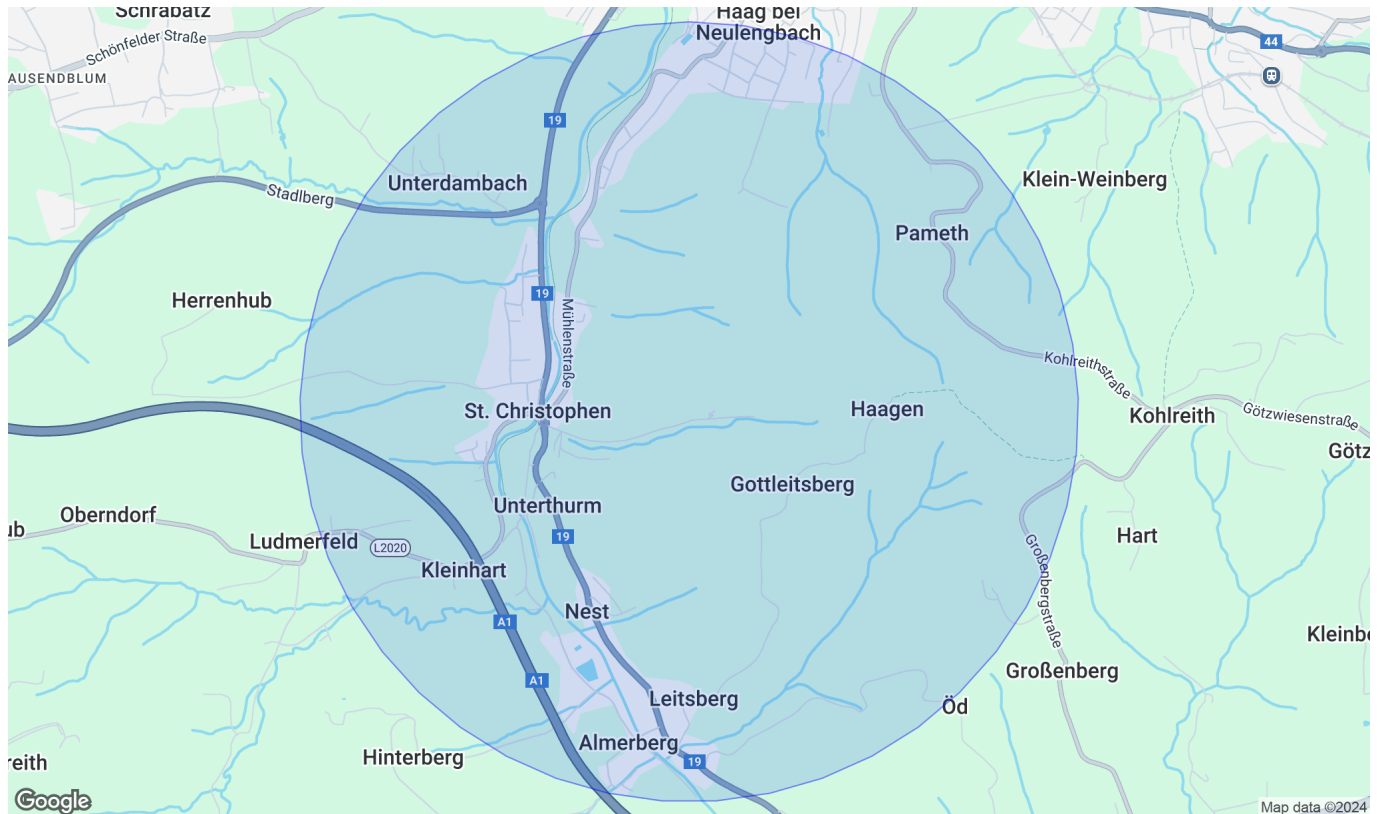 Schrabatz
Haag bei
Neulengbach
Schönfelder Straße
44
AUSENDBLUM
19
Unterdambach
Stadlberg
Klein-Weinberg
Pameth
Herrenhub
19
Mühlenstraße
Kohlreithstraße
St. Christophen
Haagen
Kohlreith
Götzwiesenstraße
Götz
Gottleitsberg
Unterthurm
Oberndorf
ub
19
Hart
Ludmerfeld
L2020
Kleinhart
Großenbergstraße
Nest
A1
Kleinbe
Großenberg
A1
Leitsberg
Öd
Almerberg
Hinterberg
19
reith
Google
Map data ©2024